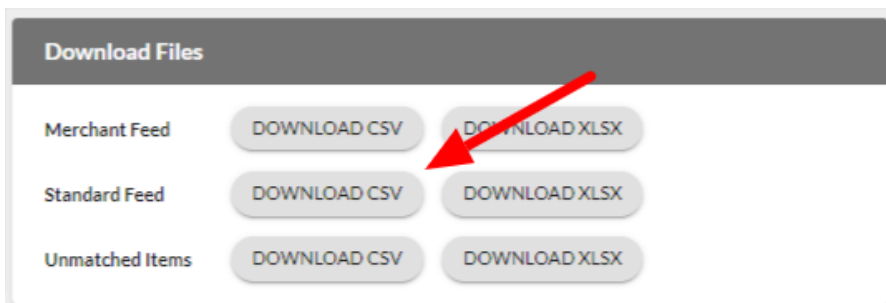 Download Files
Merchant Feed DOWNLOAD CSV DOWNLOAD XLSX
Standard Feed DOWNLOAD CSV DOWNLOAD XLSX
Unmatched Items DOWNLOAD CSV DOWNLOAD XLSX